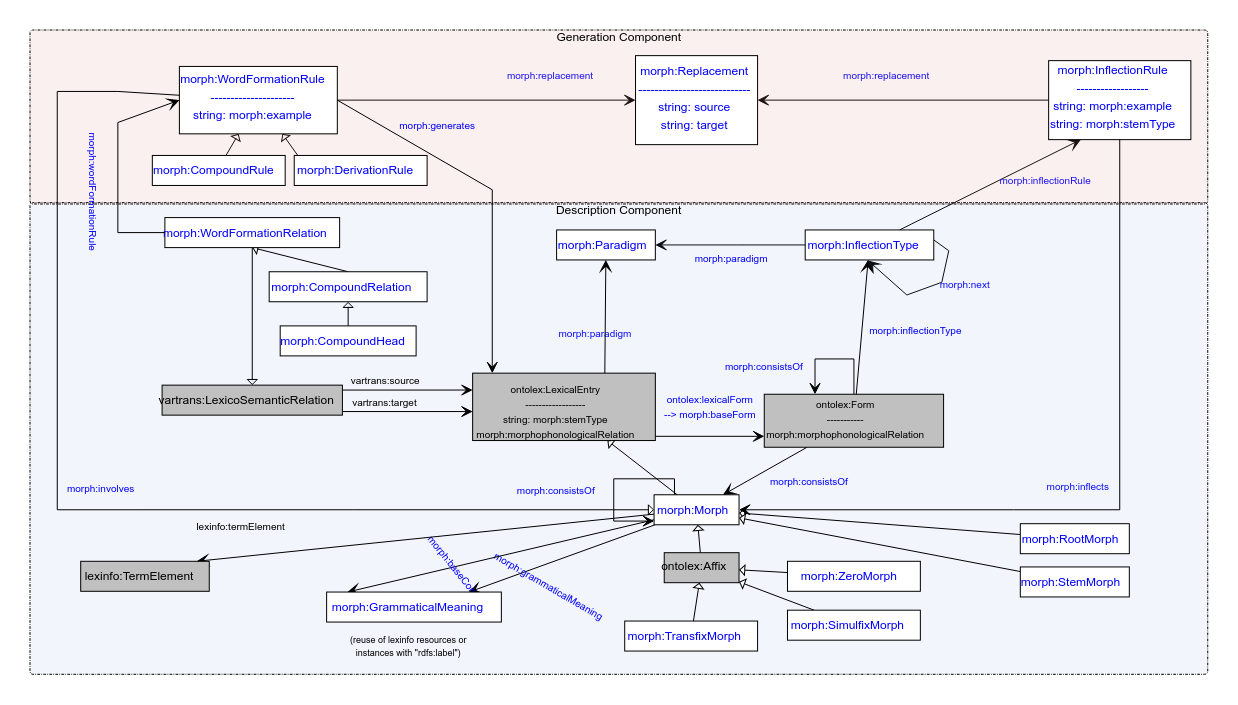 Generation Component
morph:WordFormationRule
---------------------
string: morph:example
morph:CompoundRule
morph:DerivationRule
morph:replacement
morph:Replacement
----------------------------
string: source
string: target
morph:replacement
morph:InflectionRule
------------------
string: morph:example
string: morph:stemType
morph:generates
morph:wordFormationRule
morph:inflectionRule
Description Component
morph:WordFormationRelation
morph:Paradigm
morph:InflectionType
morph:paradigm
morph:next
morph:CompoundRelation
morph:CompoundHead
morph:paradigm
morph:inflectionType
morph:consistsOf
vartrans:LexicoSemanticRelation
vartrans:source
vartrans:target
ontolex:LexicalEntry
------------------
string: morph:stemType
morph:morphophonologicalRelation
ontolex:lexicalForm
--> morph:baseForm
ontolex:Form
-----------
morph:morphophonologicalRelation
morph:involves
morph:consistsOf
morph:consistsOf
morph:inflects
morph:Morph
lexinfo:termElement
lexinfo:TermElement
morph:grammaticalMeaning
morph:GrammaticalMeaning
(reuse of lexinfo resources or
instances with "rdfs:label")
ontolex:Affix
morph:RootMorph
morph:ZeroMorph
morph:StemMorph
morph:SimulfixMorph
morph:TransfixMorph